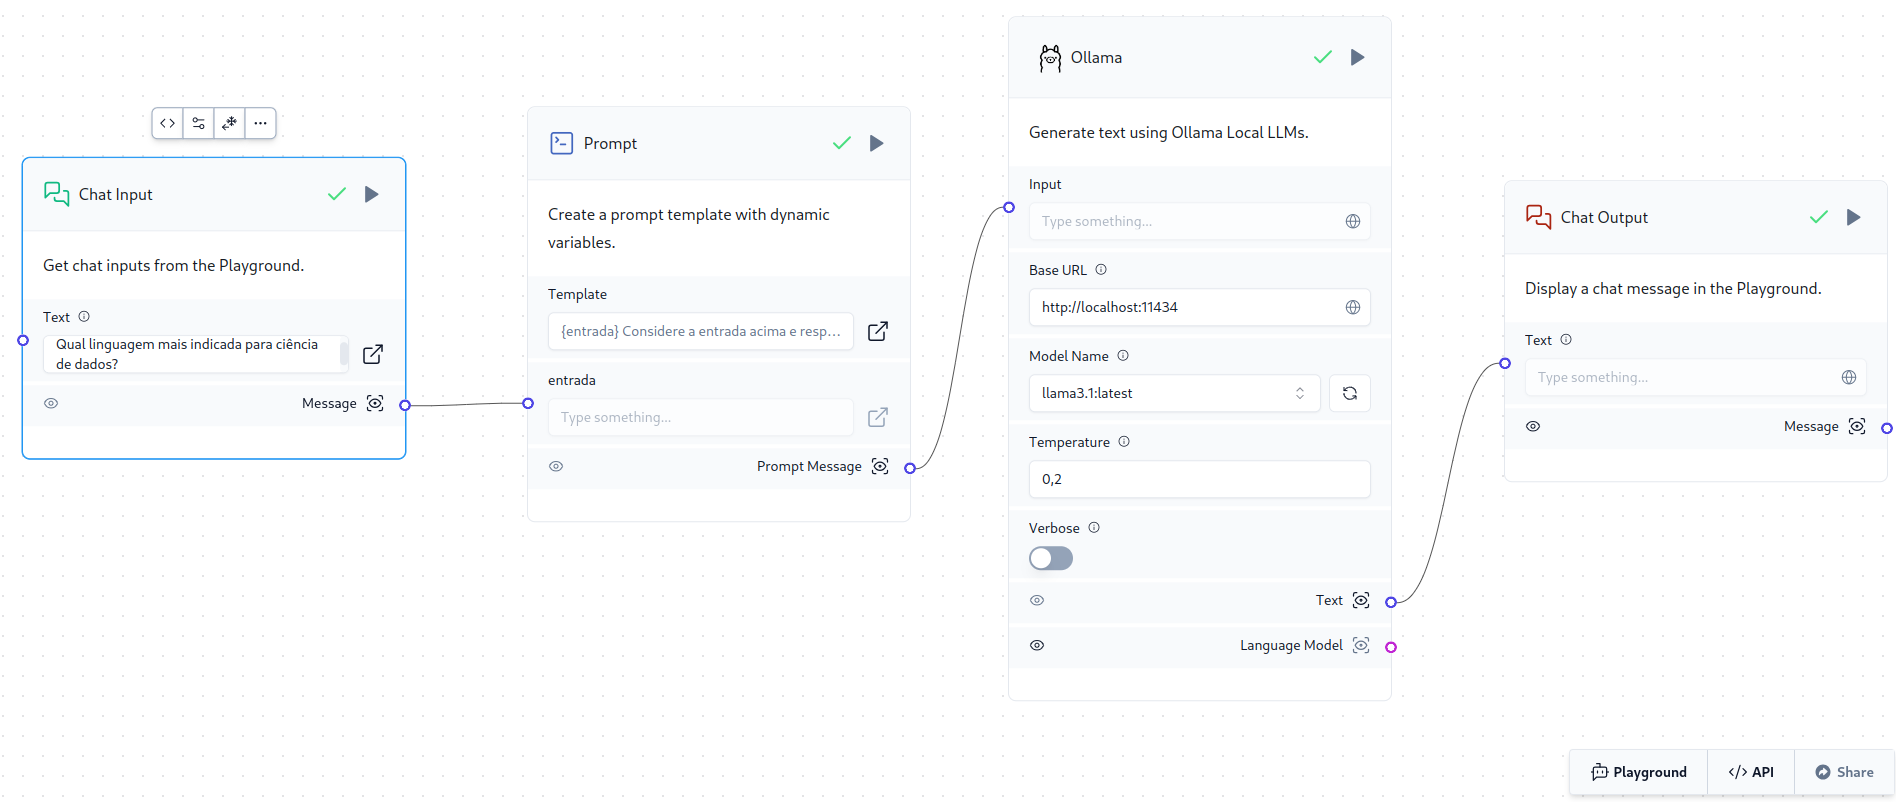 Chat Input
Get chat inputs from the Playground.
Text
Qual linguagem mais indicada para ciência
de dados?
Message
Prompt
Create a prompt template with dynamic
variables.
Template
{entrada} Considere a entrada acima e resp...
entrada
Type something...
Prompt Message
Ollama
Generate text using Ollama Local LLMs.
Input
Type something...
Base URL
http://localhost:11434
Model Name
llama3.1:latest
Temperature
0,2
Verbose
Text
Language Model
Chat Output
Display a chat message in the Playground.
Text
Type something...
Message
Playground
</> API
Share